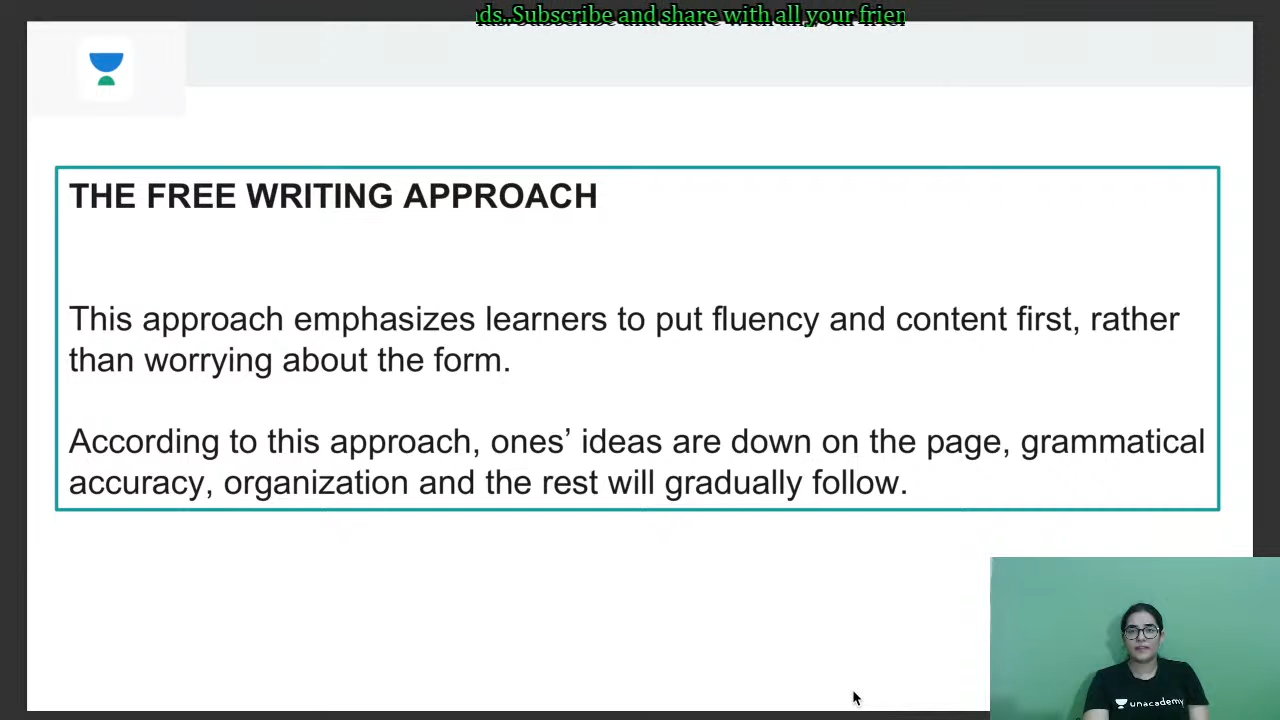 ds..Subscribe and share with all your frien
THE FREE WRITING APPROACH
This approach emphasizes learners to put fluency and content first, rather
than worrying about the form.
According to this approach, ones’ ideas are down on the page, grammatical
accuracy, organization and the rest will gradually follow.
unacademy